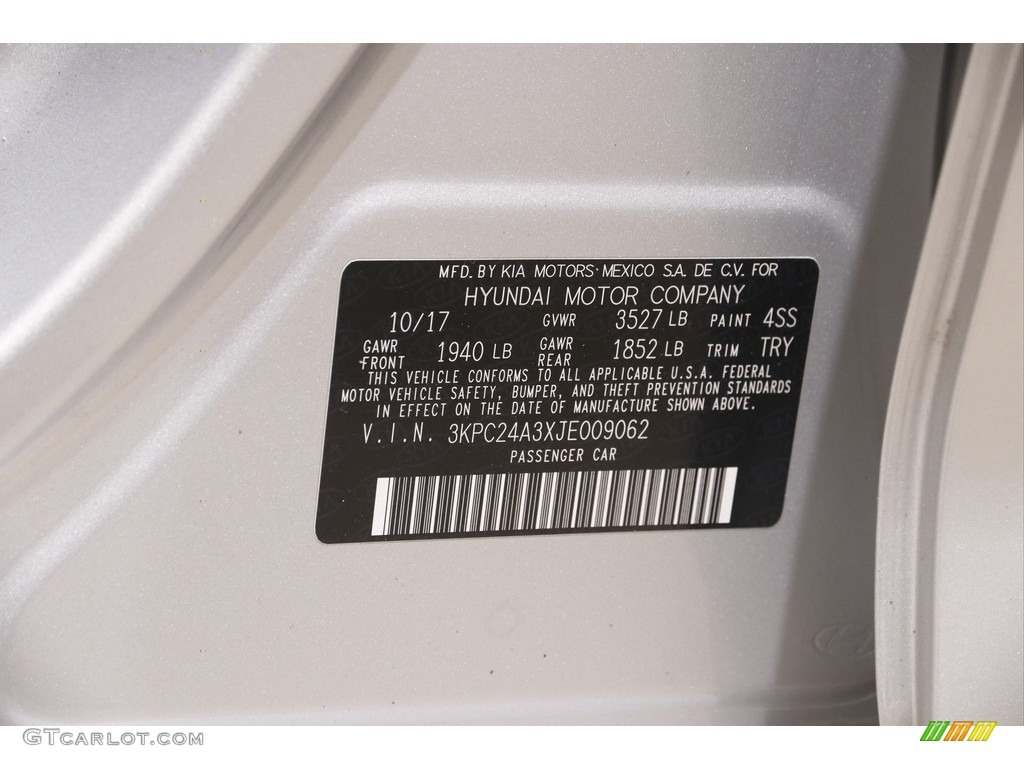 MFD. BY KIA MOTORS MEXICO S.A. DE C.V. FOR
HYUNDAI MOTOR COMPANY
10/17 GVWR 3527 LB PAINT 4SS
GAWR FRONT 1940 LB GAWR REAR 1852 LB TRIM TRY
THIS VEHICLE CONFORMS TO ALL APPLICABLE U.S.A. FEDERAL
MOTOR VEHICLE SAFETY, BUMPER, AND THEFT PREVENTION STANDARDS
IN EFFECT ON THE DATE OF MANUFACTURE SHOWN ABOVE.
V.I.N. 3KPC24A3XJE009062
PASSENGER CAR
GTCARLOT.COM